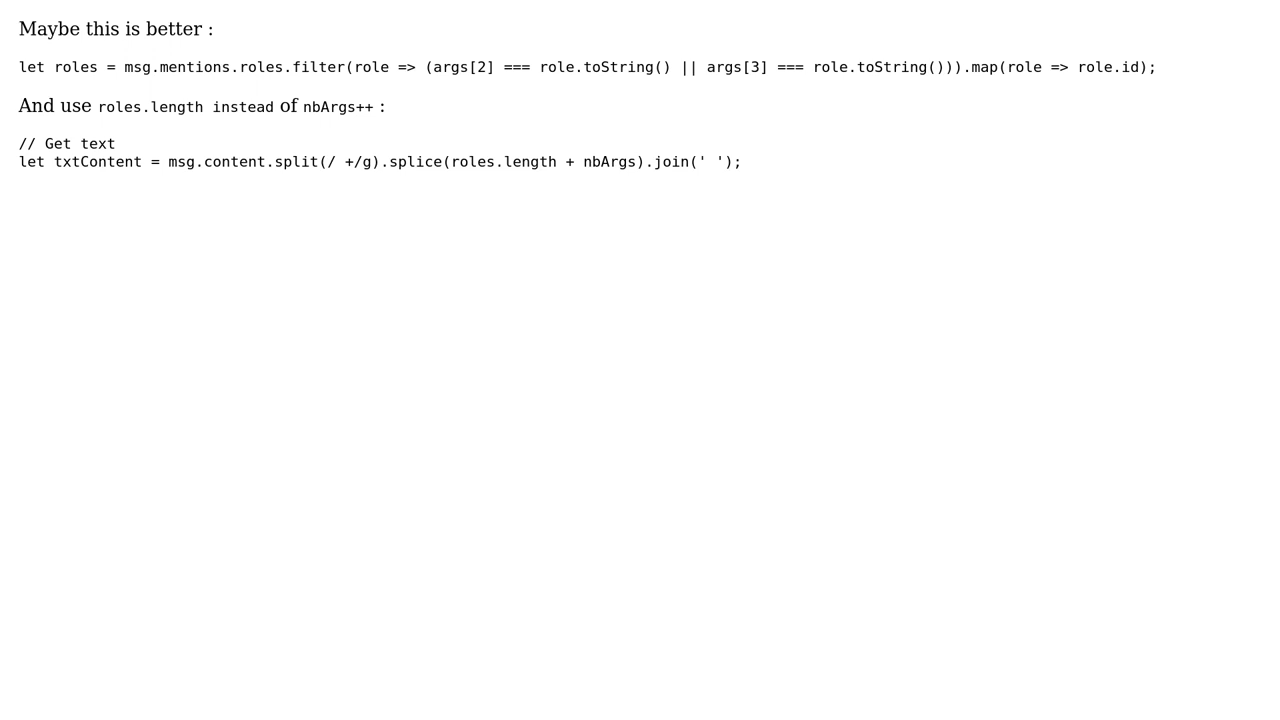 Maybe this is better :
let roles = msg.mentions.roles.filter(role => (args[2] === role.toString() || args[3] === role.toString())).map(role => role.id);
And use roles.length instead of nbArgs++ :
// Get text
let txtContent = msg.content.split(/ +/g).splice(roles.length + nbArgs).join(' ');